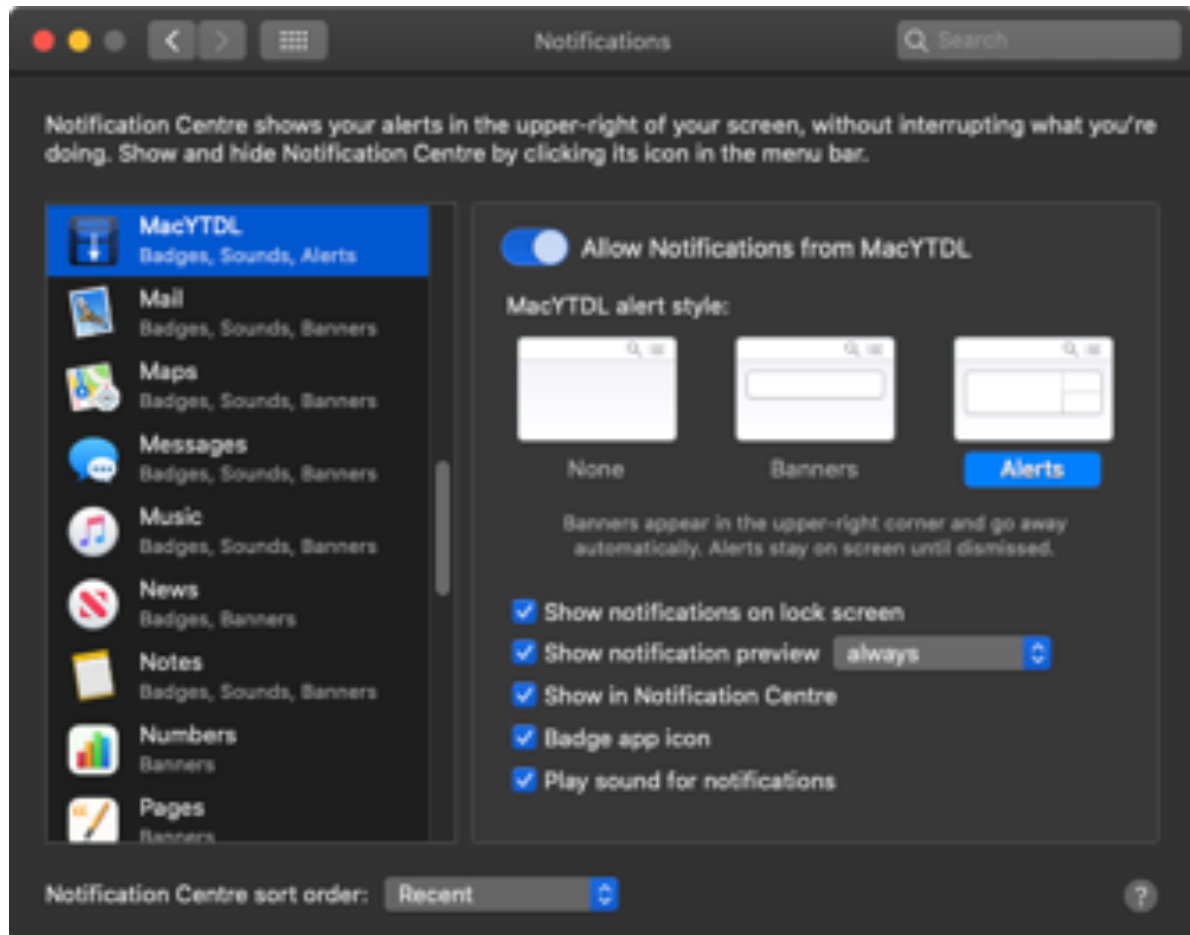 Notifications
Search
Notification Centre shows your alerts in the upper-right of your screen, without interrupting what you're
doing. Show and hide Notification Centre by clicking its icon in the menu bar.
MacYTDL
Badges, Sounds, Alerts
Mail
Badges, Sounds, Banners
Maps
Badges, Sounds, Banners
Messages
Badges, Sounds, Banners
Music
Badges, Sounds, Banners
News
Badges, Banners
Notes
Badges, Sounds, Banners
Numbers
Banners
Pages
Banners
Allow Notifications from MacYTDL
MacYTDL alert style:
None
Banners
Alerts
Banners appear in the upper-right corner and go away
automatically. Alerts stay on screen until dismissed.
Show notifications on lock screen
Show notification preview always
Show in Notification Centre
Badge app icon
Play sound for notifications
Notification Centre sort order: Recent
?